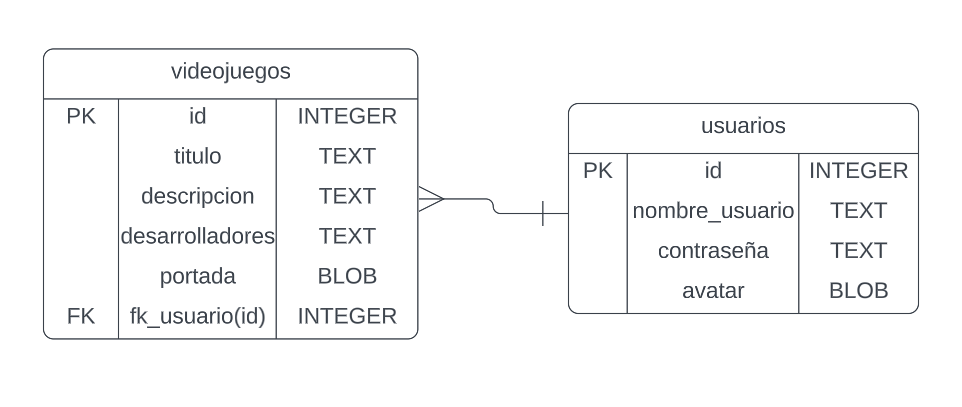 videojuegos
PK id INTEGER
titulo TEXT
descripcion TEXT
desarrolladores TEXT
portada BLOB
FK fk_usuario(id) INTEGER
usuarios
PK id INTEGER
nombre_usuario TEXT
contraseña TEXT
avatar BLOB